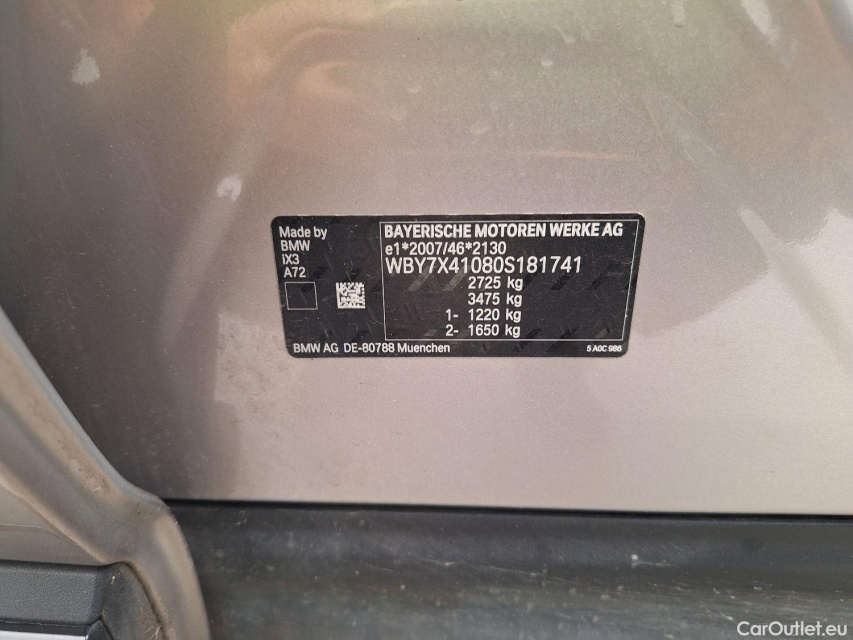 Made by
BMW
iX3
A72
BAYERISCHE MOTOREN WERKE AG
e1*2007/46*2130
WBY7X41080S181741
2725 kg
3475 kg
1- 1220 kg
2- 1650 kg
BMW AG DE-80788 Muenchen
5 A0C 986
CarOutlet.eu